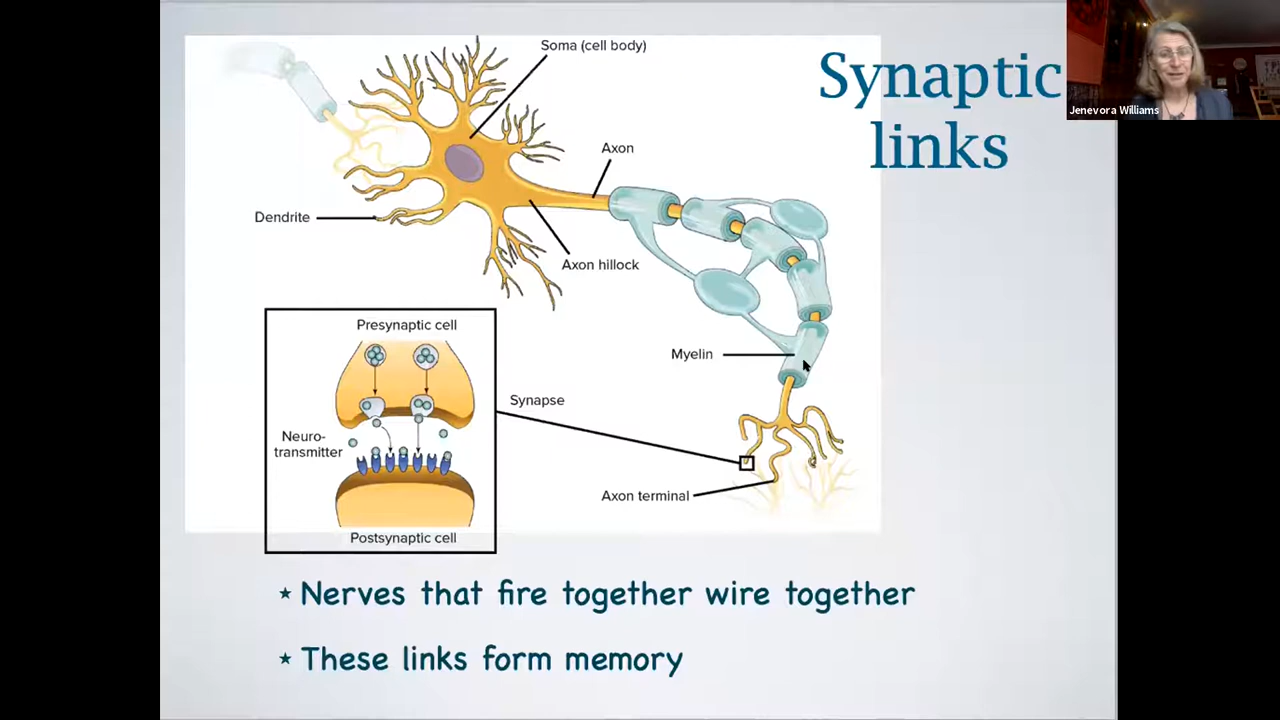 Synaptic
links
Jenevora Williams
Soma (cell body)
Axon
Dendrite
Axon hillock
Myelin
Presynaptic cell
Synapse
Neuro-
transmitter
Axon terminal
Postsynaptic cell
⋆ Nerves that fire together wire together
⋆ These links form memory